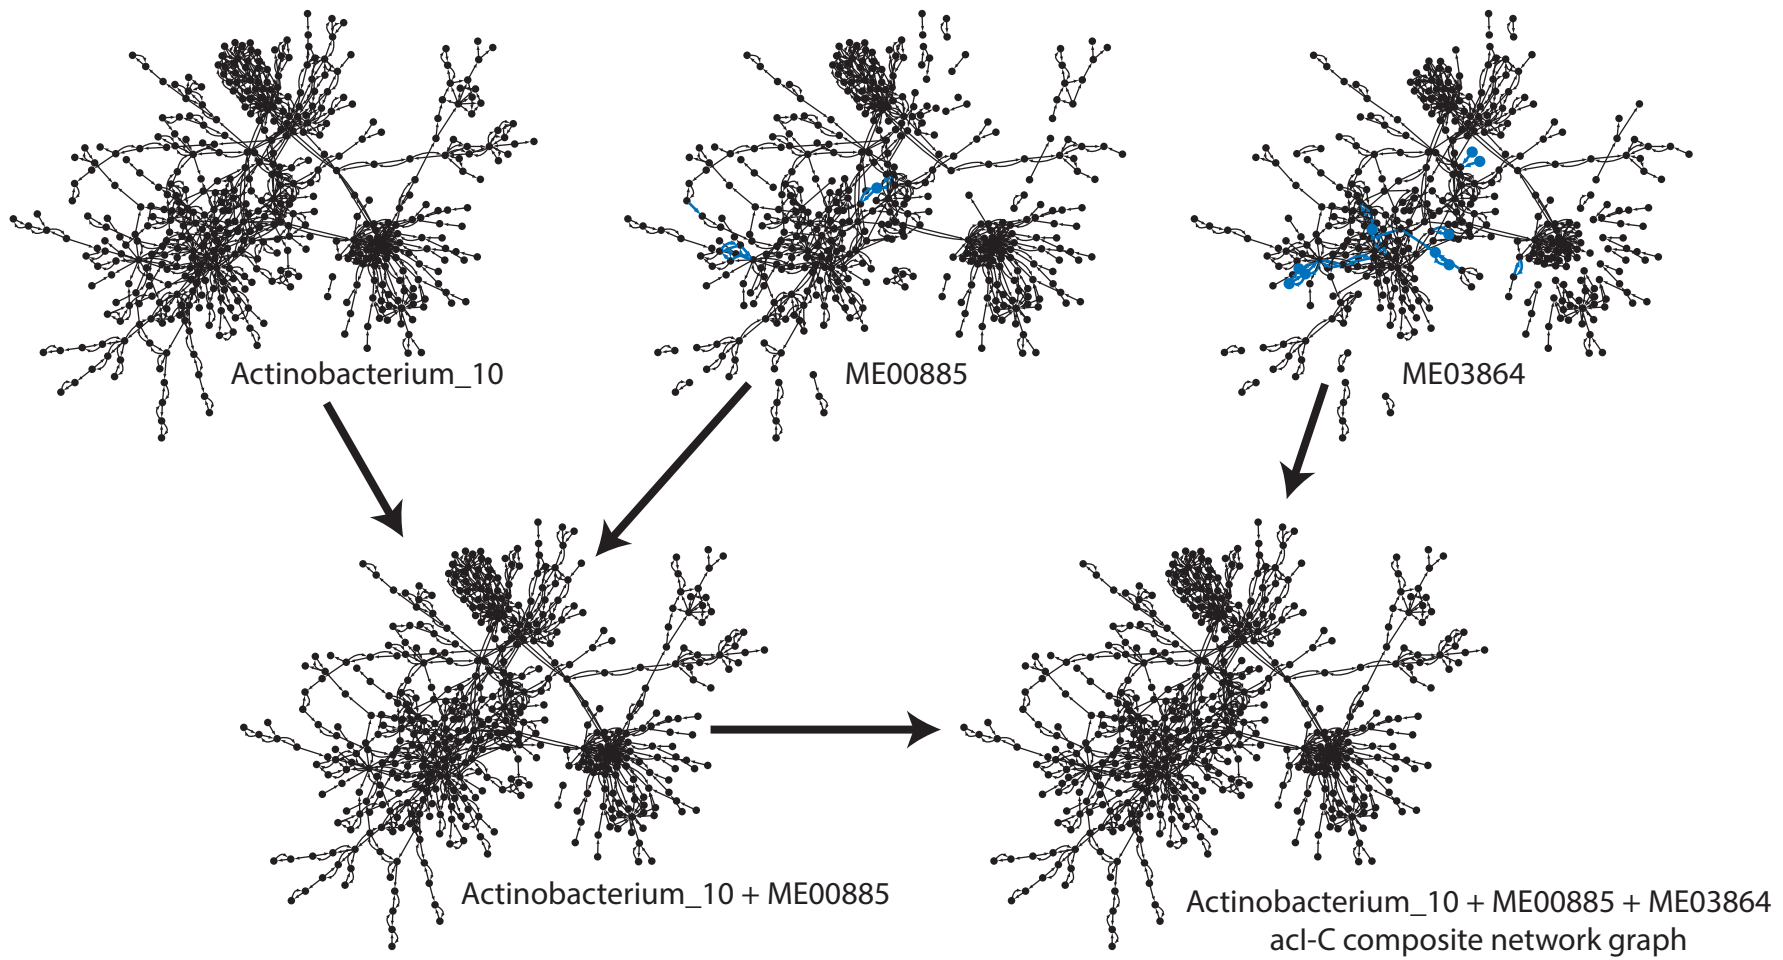 Actinobacterium_10
ME00885
ME03864
Actinobacterium_10 + ME00885
Actinobacterium_10 + ME00885 + ME03864
acI-C composite network graph